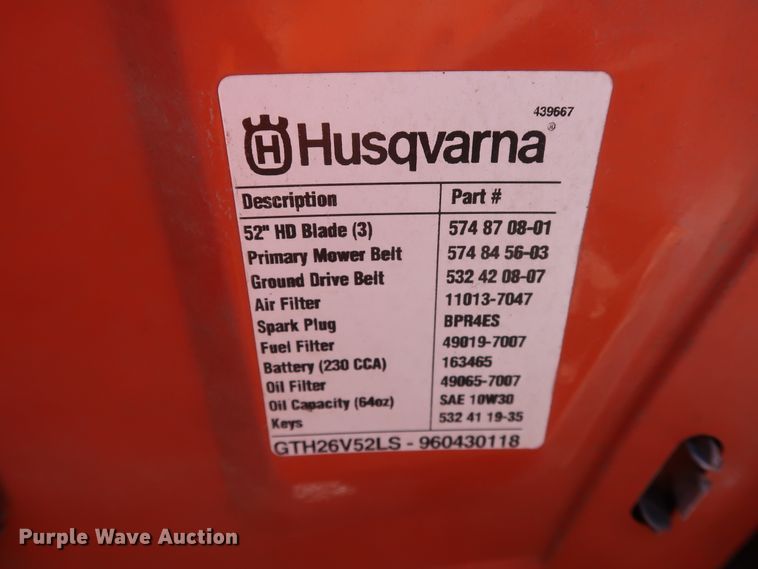 439667
Husqvarna®
Description Part #
52" HD Blade (3) 574 87 08-01
Primary Mower Belt 574 84 56-03
Ground Drive Belt 532 42 08-07
Air Filter 11013-7047
Spark Plug BPR4ES
Fuel Filter 49019-7007
Battery (230 CCA) 163465
Oil Filter 49065-7007
Oil Capacity (64oz) SAE 10W30
Keys 532 41 19-35
GTH26V52LS - 960430118
Purple Wave Auction